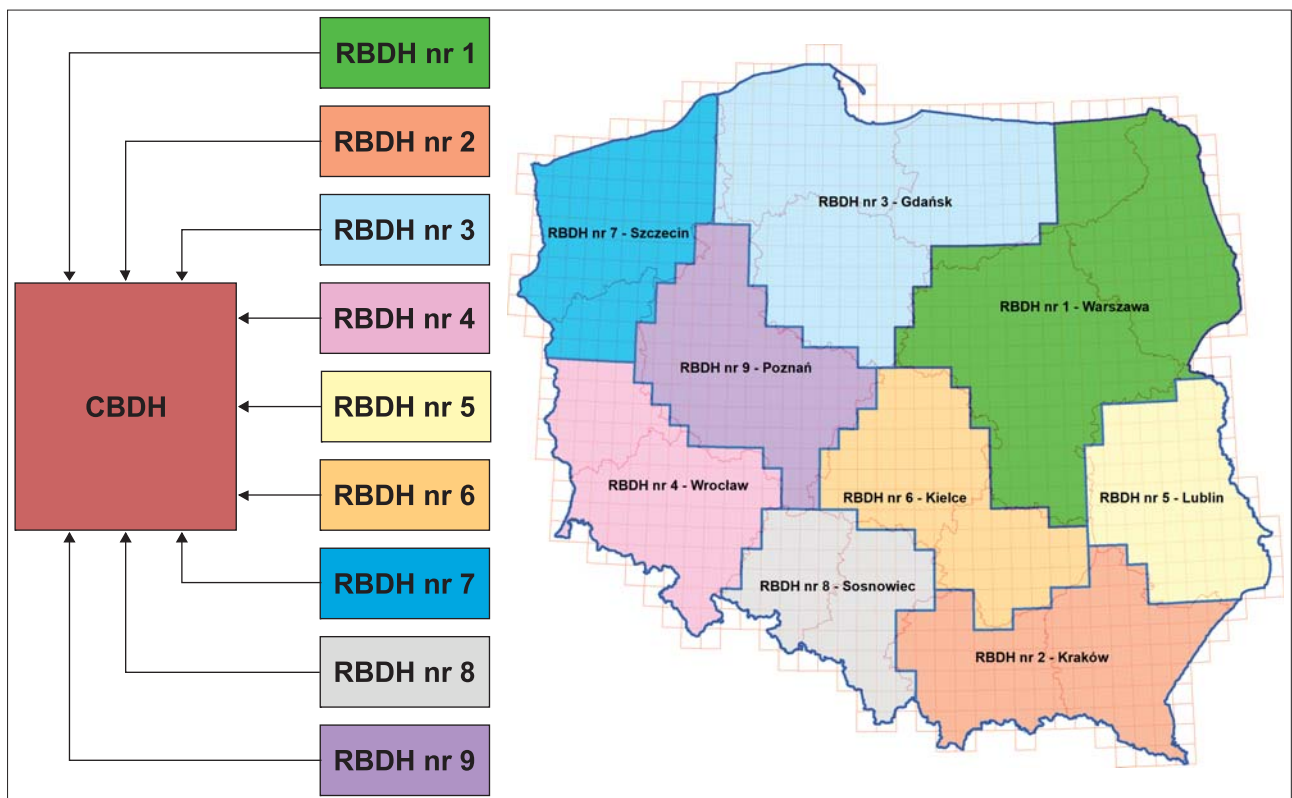 RBDH nr 1
RBDH nr 2
RBDH nr 3
RBDH nr 4
RBDH nr 5
RBDH nr 6
RBDH nr 7
RBDH nr 8
RBDH nr 9
CBDH
RBDH nr 3 - Gdańsk
RBDH nr 7 - Szczecin
RBDH nr 1 - Warszawa
RBDH nr 9 - Poznań
RBDH nr 4 - Wrocław
RBDH nr 6 - Kielce
RBDH nr 5 - Lublin
RBDH nr 8 - Sosnowiec
RBDH nr 2 - Kraków